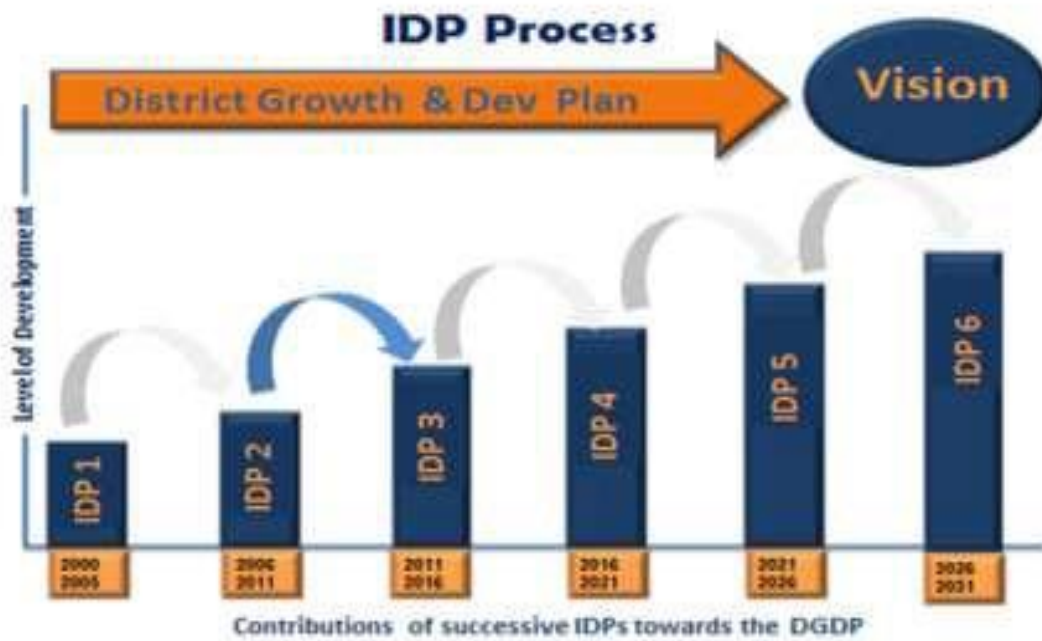 IDP Process
District Growth & Dev Plan
Vision
Level of Development
IDP 1
IDP 2
IDP 3
IDP 4
IDP 5
IDP 6
2000
2005
2006
2011
2011
2016
2016
2021
2021
2026
2026
2031
Contributions of successive IDPs towards the DGDP